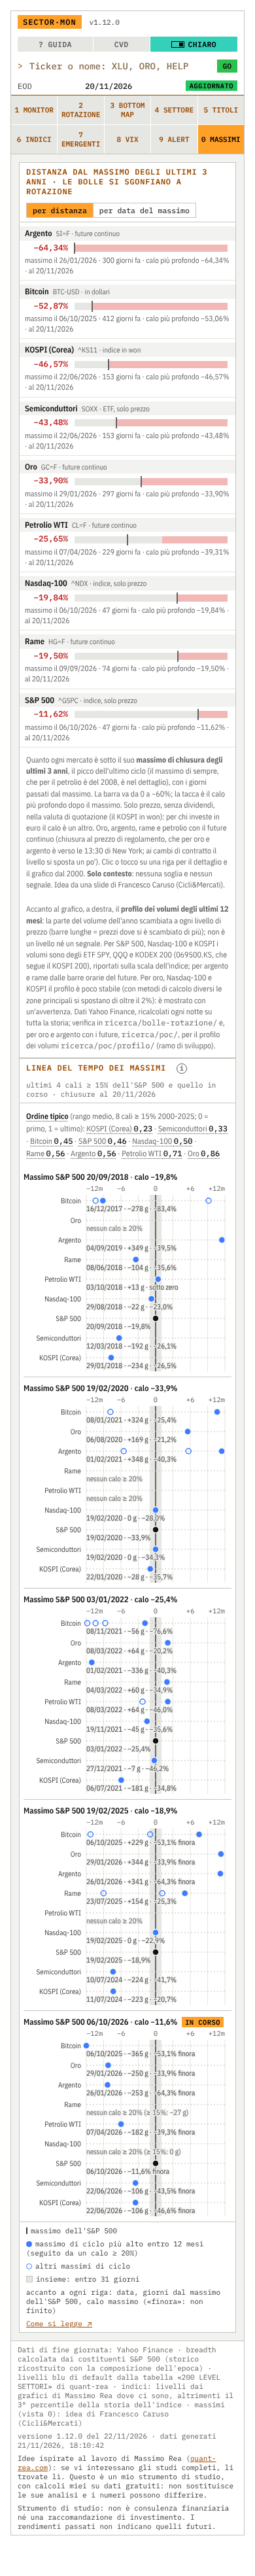 SECTOR-MON v1.12.0
? GUIDA CVD CHIARO
> Ticker o nome: XLU, ORO, HELP GO
EOD 20/11/2026 AGGIORNATO
1 MONITOR 2 ROTAZIONE 3 BOTTOM MAP 4 SETTORE 5 TITOLI
6 INDICI 7 EMERGENTI 8 VIX 9 ALERT 0 MASSIMI
DISTANZA DAL MASSIMO DEGLI ULTIMI 3
ANNI · LE BOLLE SI SGONFIANO A
ROTAZIONE
per distanza per data del massimo
Argento SI=F · future continuo
−64,34%
massimo il 26/01/2026 · 300 giorni fa · calo più profondo −64,34%
· al 20/11/2026
Bitcoin BTC-USD · in dollari
−52,87%
massimo il 06/10/2025 · 412 giorni fa · calo più profondo −53,06%
· al 20/11/2026
KOSPI (Corea) ^KS11 · indice in won
−46,57%
massimo il 22/06/2026 · 153 giorni fa · calo più profondo −46,57%
· al 20/11/2026
Semiconduttori SOXX · ETF, solo prezzo
−43,48%
massimo il 22/06/2026 · 153 giorni fa · calo più profondo −43,48%
· al 20/11/2026
Oro GC=F · future continuo
−33,90%
massimo il 29/01/2026 · 297 giorni fa · calo più profondo −33,90%
· al 20/11/2026
Petrolio WTI CL=F · future continuo
−25,65%
massimo il 07/04/2026 · 229 giorni fa · calo più profondo −39,31%
· al 20/11/2026
Nasdaq-100 ^NDX · indice, solo prezzo
−19,84%
massimo il 06/10/2026 · 47 giorni fa · calo più profondo −19,84% ·
al 20/11/2026
Rame HG=F · future continuo
−19,50%
massimo il 09/09/2026 · 74 giorni fa · calo più profondo −19,50% ·
al 20/11/2026
S&P 500 ^GSPC · indice, solo prezzo
−11,62%
massimo il 06/10/2026 · 47 giorni fa · calo più profondo −11,62% ·
al 20/11/2026
Quanto ogni mercato è sotto il suo massimo di chiusura degli
ultimi 3 anni, il picco dell'ultimo ciclo (il massimo di sempre,
che per il petrolio è del 2008, è nel dettaglio), con i giorni
passati dal massimo. La barra va da 0 a −60%; la tacca è il calo
più profondo dopo il massimo. Solo prezzo, senza dividendi,
nella valuta di quotazione (il KOSPI in won): per chi investe in
euro il calo è un altro. Oro, argento, rame e petrolio con il future
continuo (chiusura al prezzo di regolamento, che per oro e
argento è verso le 13:30 di New York; ai cambi di contratto il
livello si sposta un po'). Clic o tocco su una riga per il dettaglio e
il grafico dal 2000. Solo contesto: nessuna soglia e nessun
segnale. Idea da una slide di Francesco Caruso (Cicli&Mercati).
Accanto al grafico, a destra, il profilo dei volumi degli ultimi 12
mesi: la parte del volume dell'anno scambiata a ogni livello di
prezzo (barre lunghe = prezzi dove si è scambiato di più); non è
un livello né un segnale. Per S&P 500, Nasdaq-100 e KOSPI i
volumi sono degli ETF SPY, QQQ e KODEX 200 (069500.KS, che
segue il KOSPI 200), riportati sulla scala dell'indice; per argento
e rame dalle barre orarie dei future. Per oro, Nasdaq-100 e
KOSPI il profilo è poco stabile (con metodi di calcolo diversi le
zone principali si spostano di oltre il 2%): è mostrato con
un'avvertenza. Dati Yahoo Finance, ricalcolati ogni notte su
tutta la storia; verifica in ricerca/bolle-rotazione/ e,
per oro e argento con i future, ricerca/poc/, per il profilo
dei volumi ricerca/poc/profilo/ (ramo di sviluppo).
LINEA DEL TEMPO DEI MASSIMI i
ultimi 4 cali ≥ 15% dell'S&P 500 e quello in
corso · chiusure al 20/11/2026
Ordine tipico (rango medio, 8 cali ≥ 15% 2000-2025; 0 =
primo, 1 = ultimo): KOSPI (Corea) 0,23 · Semiconduttori 0,33
· Bitcoin 0,45 · S&P 500 0,46 · Nasdaq-100 0,50 ·
Rame 0,56 · Argento 0,56 · Petrolio WTI 0,71 · Oro 0,86
Massimo S&P 500 20/09/2018 · calo −19,8%
−12m −6 0 +6 +12m
Bitcoin
16/12/2017 · −278 g · −83,4%
Oro
nessun calo ≥ 20%
Argento
04/09/2019 · +349 g · −39,5%
Rame
08/06/2018 · −104 g · −35,6%
Petrolio WTI
03/10/2018 · +13 g · sotto zero
Nasdaq-100
29/08/2018 · −22 g · −23,0%
S&P 500
20/09/2018 · −19,8%
Semiconduttori
12/03/2018 · −192 g · −26,1%
KOSPI (Corea)
29/01/2018 · −234 g · −26,5%
Massimo S&P 500 19/02/2020 · calo −33,9%
−12m −6 0 +6 +12m
Bitcoin
08/01/2021 · +324 g · −25,4%
Oro
06/08/2020 · +169 g · −21,2%
Argento
01/02/2021 · +348 g · −40,3%
Rame
nessun calo ≥ 20%
Petrolio WTI
nessun calo ≥ 20%
Nasdaq-100
19/02/2020 · 0 g · −28,0%
S&P 500
19/02/2020 · −33,9%
Semiconduttori
19/02/2020 · 0 g · −34,3%
KOSPI (Corea)
22/01/2020 · −28 g · −35,7%
Massimo S&P 500 03/01/2022 · calo −25,4%
−12m −6 0 +6 +12m
Bitcoin
08/11/2021 · −56 g · −76,6%
Oro
08/03/2022 · +64 g · −20,2%
Argento
01/02/2021 · −336 g · −40,3%
Rame
04/03/2022 · +60 g · −34,9%
Petrolio WTI
08/03/2022 · +64 g · −46,0%
Nasdaq-100
19/11/2021 · −45 g · −35,6%
S&P 500
03/01/2022 · −25,4%
Semiconduttori
27/12/2021 · −7 g · −46,2%
KOSPI (Corea)
06/07/2021 · −181 g · −34,8%
Massimo S&P 500 19/02/2025 · calo −18,9%
−12m −6 0 +6 +12m
Bitcoin
06/10/2025 · +229 g · −53,1% finora
Oro
29/01/2026 · +344 g · −33,9% finora
Argento
26/01/2026 · +341 g · −64,3% finora
Rame
23/07/2025 · +154 g · −25,3%
Petrolio WTI
nessun calo ≥ 20%
Nasdaq-100
19/02/2025 · 0 g · −22,9%
S&P 500
19/02/2025 · −18,9%
Semiconduttori
10/07/2024 · −224 g · −41,7%
KOSPI (Corea)
11/07/2024 · −223 g · −20,7%
Massimo S&P 500 06/10/2026 · calo −11,6% IN CORSO
−12m −6 0 +6 +12m
Bitcoin
06/10/2025 · −365 g · −53,1% finora
Oro
29/01/2026 · −250 g · −33,9% finora
Argento
26/01/2026 · −253 g · −64,3% finora
Rame
nessun calo ≥ 20% (≥ 15%: −27 g)
Petrolio WTI
07/04/2026 · −182 g · −39,3% finora
Nasdaq-100
nessun calo ≥ 20% (≥ 15%: 0 g)
S&P 500
06/10/2026 · −11,6% finora
Semiconduttori
22/06/2026 · −106 g · −43,5% finora
KOSPI (Corea)
22/06/2026 · −106 g · −46,6% finora
massimo dell'S&P 500
massimo di ciclo più alto entro 12 mesi
(seguito da un calo ≥ 20%)
altri massimi di ciclo
insieme: entro 31 giorni
accanto a ogni riga: data, giorni dal massimo
dell'S&P 500, calo massimo («finora»: non
finito)
Come si legge ↗
Dati di fine giornata: Yahoo Finance · breadth
calcolata dai costituenti S&P 500 (storico
ricostruito con la composizione dell'epoca) ·
livelli blu di default dalla tabella «200 LEVEL
SETTORI» di quant-rea · indici: livelli dai
grafici di Massimo Rea dove ci sono, altrimenti il
3° percentile della storia dell'indice · massimi
(vista 0): idea di Francesco Caruso
(Cicli&Mercati)
versione 1.12.0 del 22/11/2026 · dati generati
21/11/2026, 18:10:42
Idee ispirate al lavoro di Massimo Rea (quant-
rea.com): se vi interessano gli studi completi, li
trovate lì. Questo è un mio strumento di studio,
con calcoli miei su dati gratuiti: non sostituisce
le sue analisi e i numeri possono differire.
Strumento di studio: non è consulenza finanziaria
né una raccomandazione di investimento. I
rendimenti passati non indicano quelli futuri.